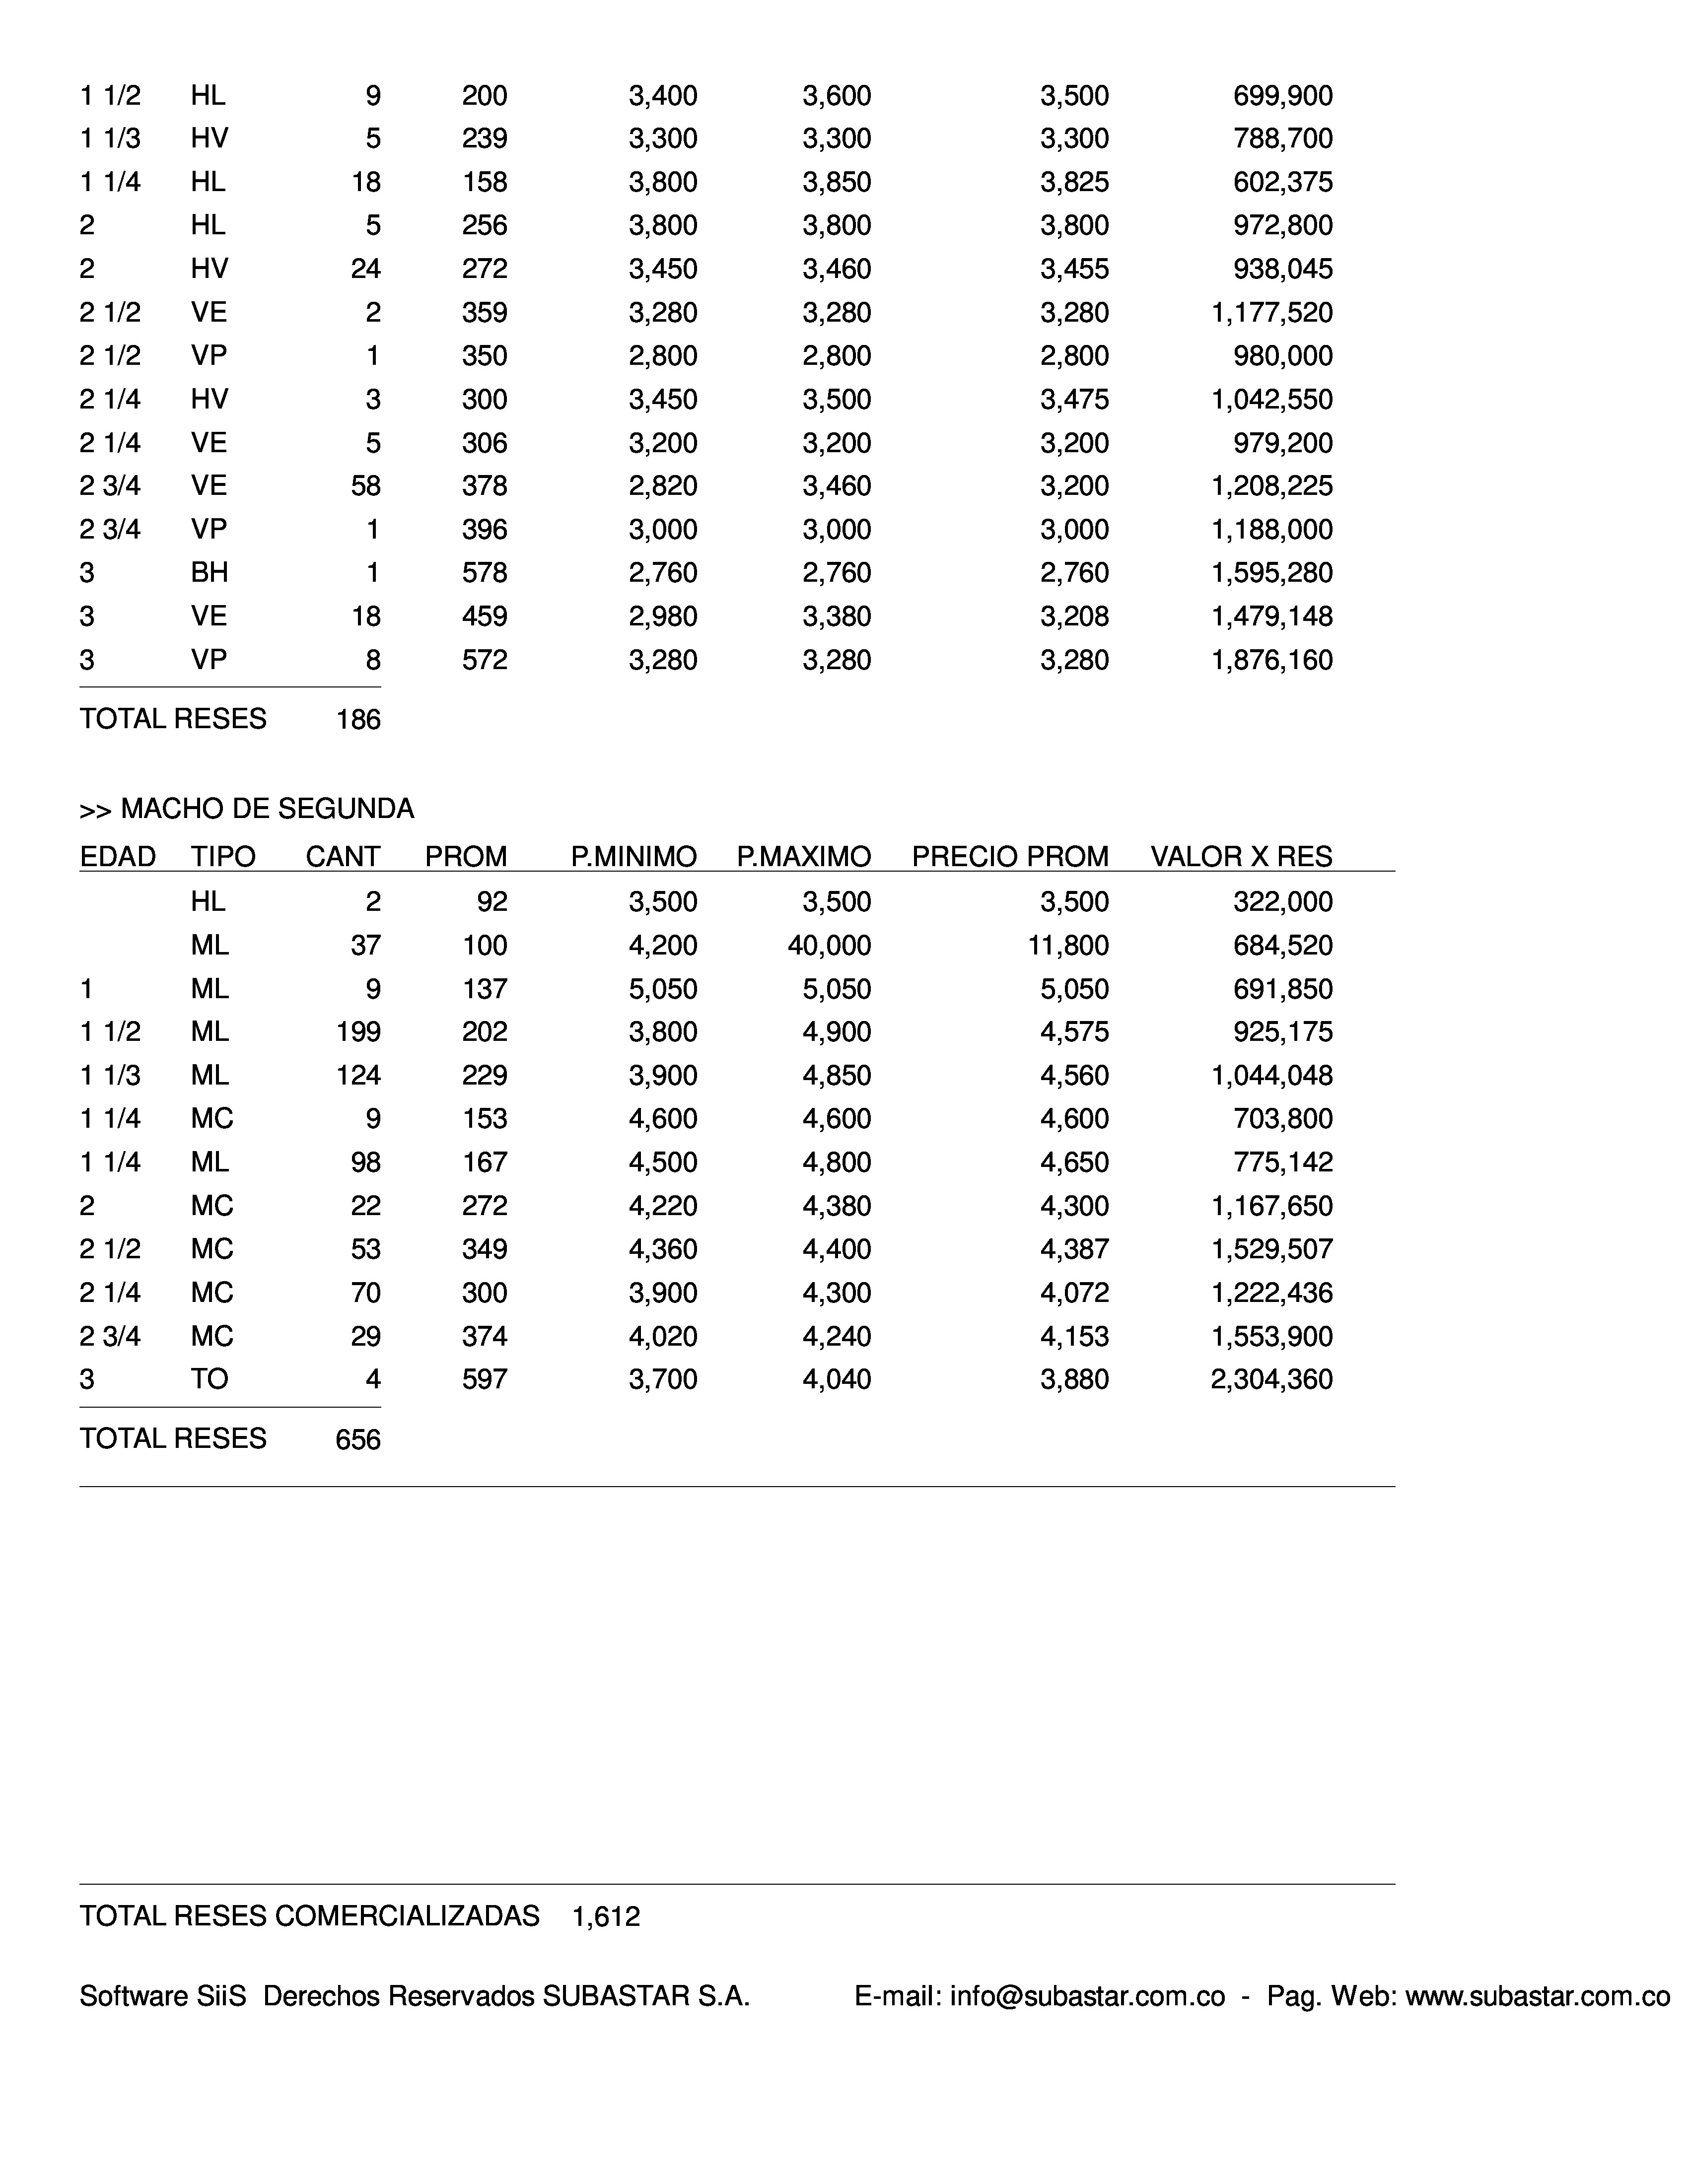 1 1/2 HL 9 200 3,400 3,600 3,500 699,900
1 1/3 HV 5 239 3,300 3,300 3,300 788,700
1 1/4 HL 18 158 3,800 3,850 3,825 602,375
2 HL 5 256 3,800 3,800 3,800 972,800
2 HV 24 272 3,450 3,460 3,455 938,045
2 1/2 VE 2 359 3,280 3,280 3,280 1,177,520
2 1/2 VP 1 350 2,800 2,800 2,800 980,000
2 1/4 HV 3 300 3,450 3,500 3,475 1,042,550
2 1/4 VE 5 306 3,200 3,200 3,200 979,200
2 3/4 VE 58 378 2,820 3,460 3,200 1,208,225
2 3/4 VP 1 396 3,000 3,000 3,000 1,188,000
3 BH 1 578 2,760 2,760 2,760 1,595,280
3 VE 18 459 2,980 3,380 3,208 1,479,148
3 VP 8 572 3,280 3,280 3,280 1,876,160
TOTAL RESES 186
>> MACHO DE SEGUNDA
EDAD TIPO CANT PROM P.MINIMO P.MAXIMO PRECIO PROM VALOR X RES
HL 2 92 3,500 3,500 3,500 322,000
ML 37 100 4,200 40,000 11,800 684,520
1 ML 9 137 5,050 5,050 5,050 691,850
1 1/2 ML 199 202 3,800 4,900 4,575 925,175
1 1/3 ML 124 229 3,900 4,850 4,560 1,044,048
1 1/4 MC 9 153 4,600 4,600 4,600 703,800
1 1/4 ML 98 167 4,500 4,800 4,650 775,142
2 MC 22 272 4,220 4,380 4,300 1,167,650
2 1/2 MC 53 349 4,360 4,400 4,387 1,529,507
2 1/4 MC 70 300 3,900 4,300 4,072 1,222,436
2 3/4 MC 29 374 4,020 4,240 4,153 1,553,900
3 TO 4 597 3,700 4,040 3,880 2,304,360
TOTAL RESES 656
TOTAL RESES COMERCIALIZADAS 1,612
Software SiiS Derechos Reservados SUBASTAR S.A. E-mail: info@subastar.com.co - Pag. Web: www.subastar.com.co